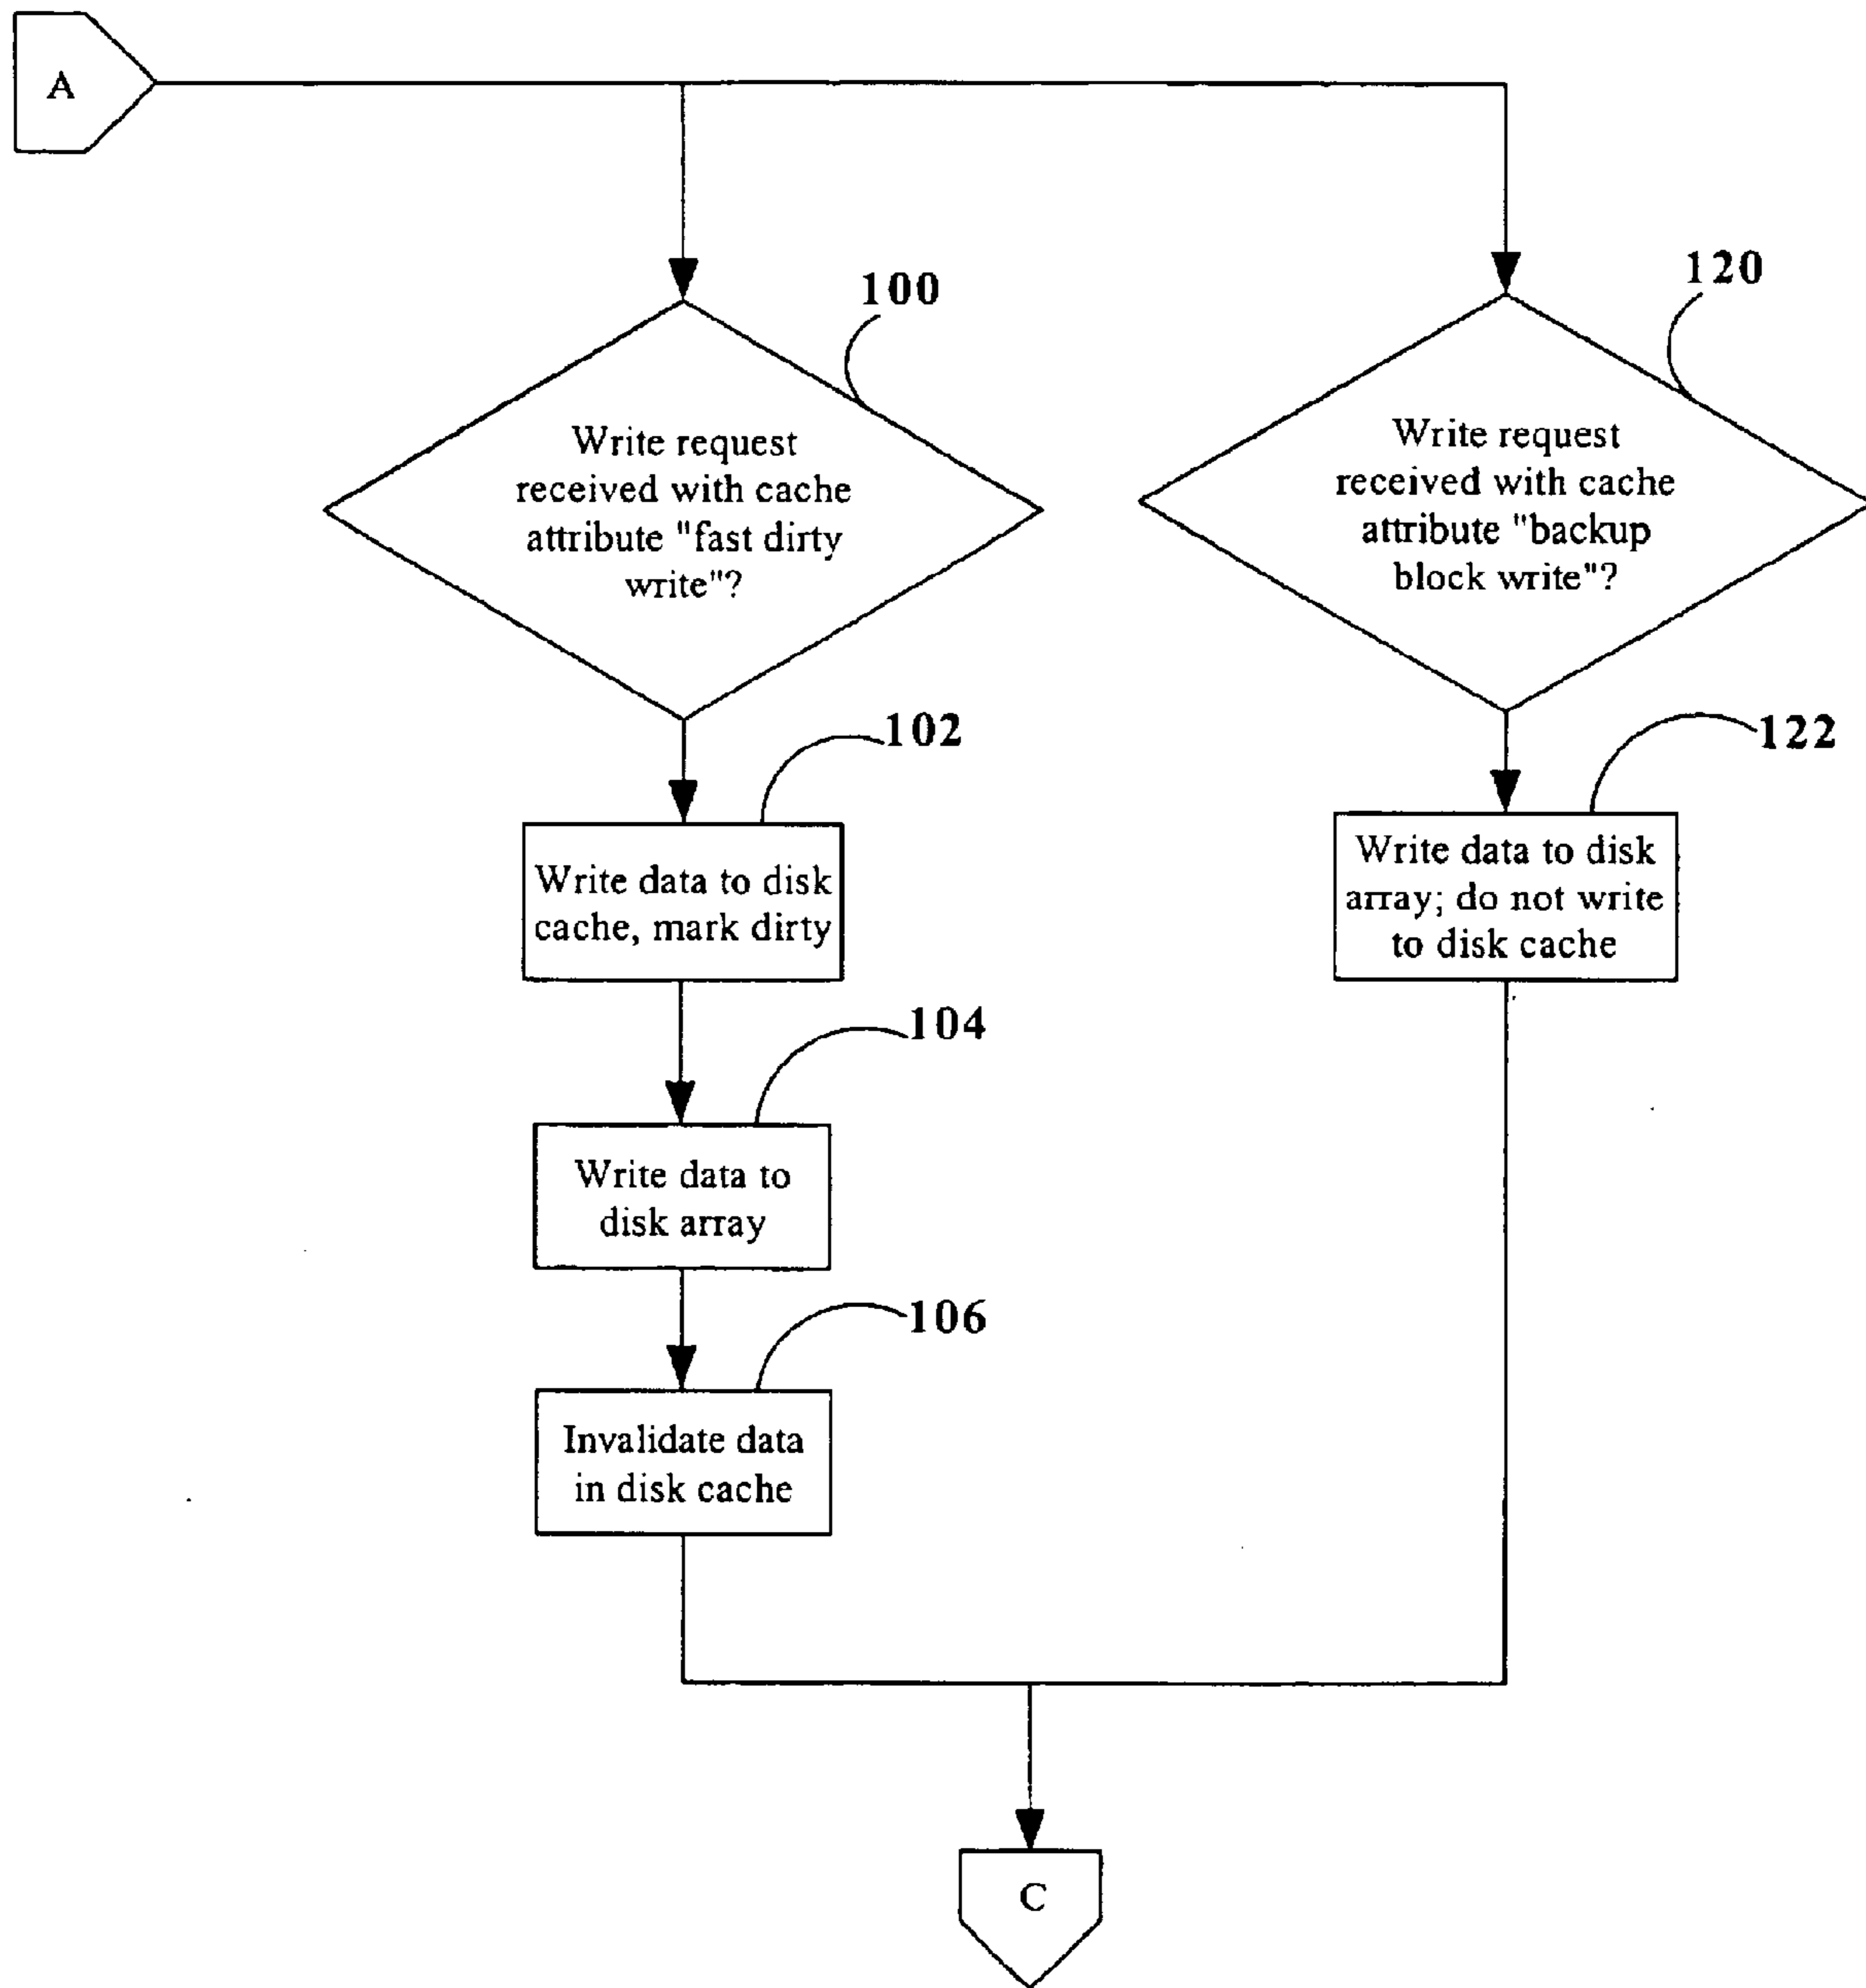 A
100
120
Write request
received with cache
attribute "fast dirty
write"?
Write request
received with cache
attribute "backup
block write"?
102
122
Write data to disk
cache, mark dirty
Write data to disk
array; do not write
to disk cache
104
Write data to
disk array
106
Invalidate data
in disk cache
C